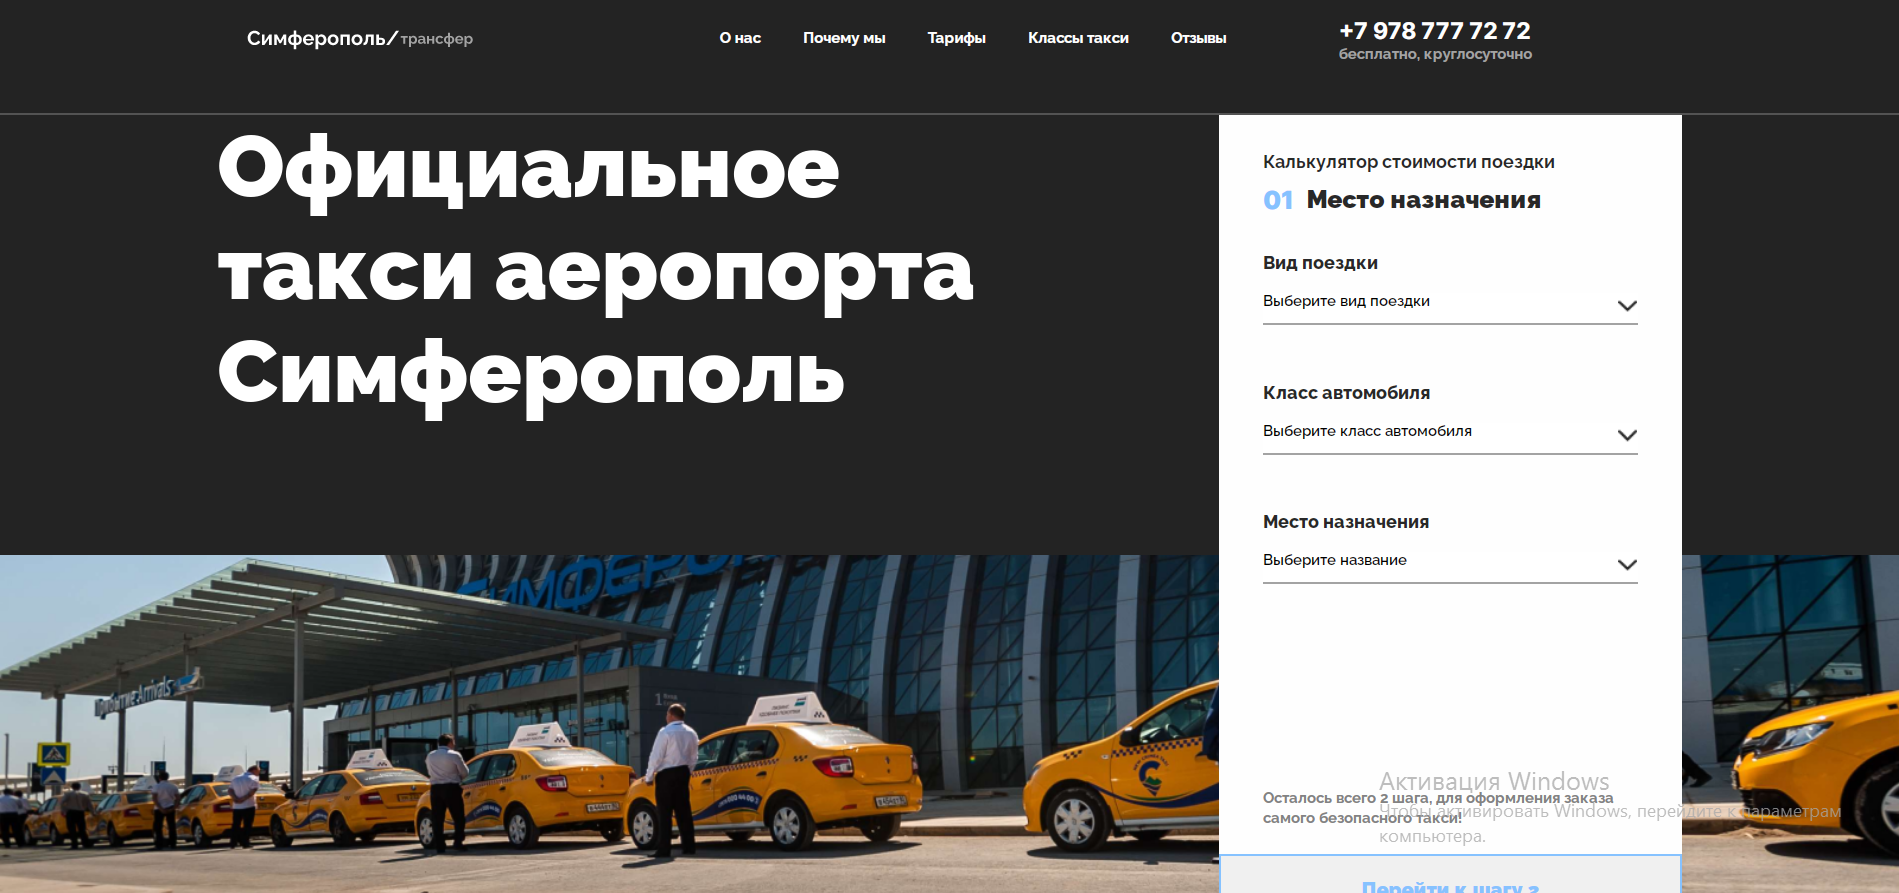 Симферополь/трансфер
О нас
Почему мы
Тарифы
Классы такси
Отзывы
+7 978 777 72 72
бесплатно, круглосуточно
Официальное
такси аеропорта
Симферополь
Калькулятор стоимости поездки
01 Место назначения
Вид поездки
Выберите вид поездки
Класс автомобиля
Выберите класс автомобиля
Место назначения
Выберите название
Осталось всего 2 шага, для оформления заказа
самого безопасного такси!
Перейти к шагу 2
Активация Windows
Чтобы активировать Windows, перейдите к параметрам
компьютера.
Arrivals